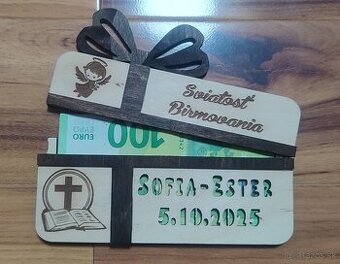 Sviatosť
Birmovania
100
EURO
SOFIA-ESTER
5.10.2025